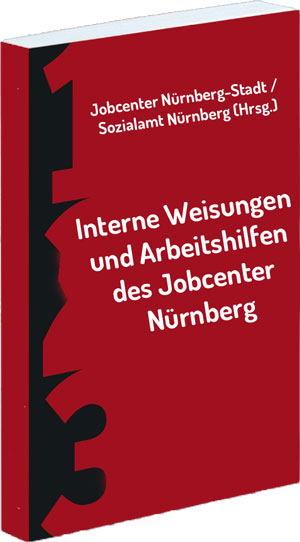 Jobcenter Nürnberg-Stadt /
Sozialamt Nürnberg (Hrsg.)
Interne Weisungen
und Arbeitshilfen
des Jobcenter
Nürnberg